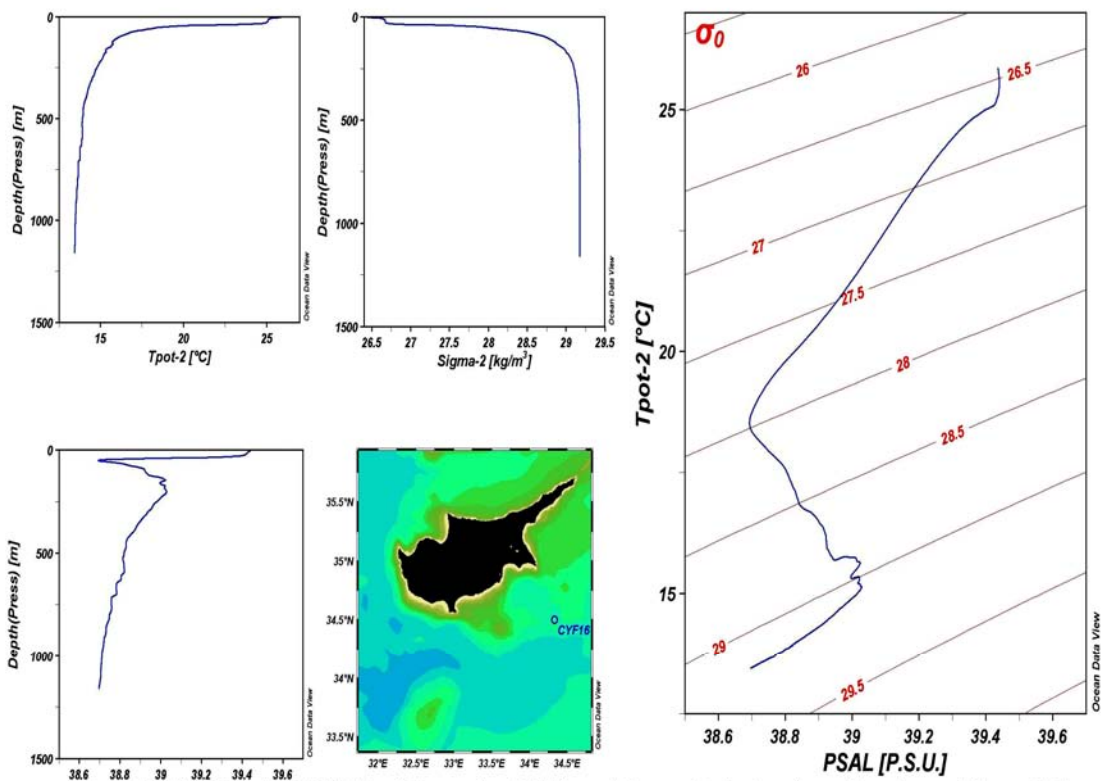 0
500
1000
1500
Depth(Press) [m]
15
20
25
Tpot-2 [ºC]
Ocean Data View
0
500
1000
1500
Depth(Press) [m]
26.5
27
27.5
28
28.5
29
29.5
Sigma-2 [kg/m³]
Ocean Data View
σ0
26
26.5
27
27.5
28
28.5
29
29.5
25
20
15
Tpot-2 [ºC]
38.6
38.8
39
39.2
39.4
39.6
PSAL [P.S.U.]
Ocean Data View
0
500
1000
1500
Depth(Press) [m]
38.6
38.8
39
39.2
39.4
39.6
Ocean Data View
35.5°N
35°N
34.5°N
34°N
33.5°N
CYF16
32°E
32.5°E
33°E
33.5°E
34°E
34.5°E
Ocean Data View